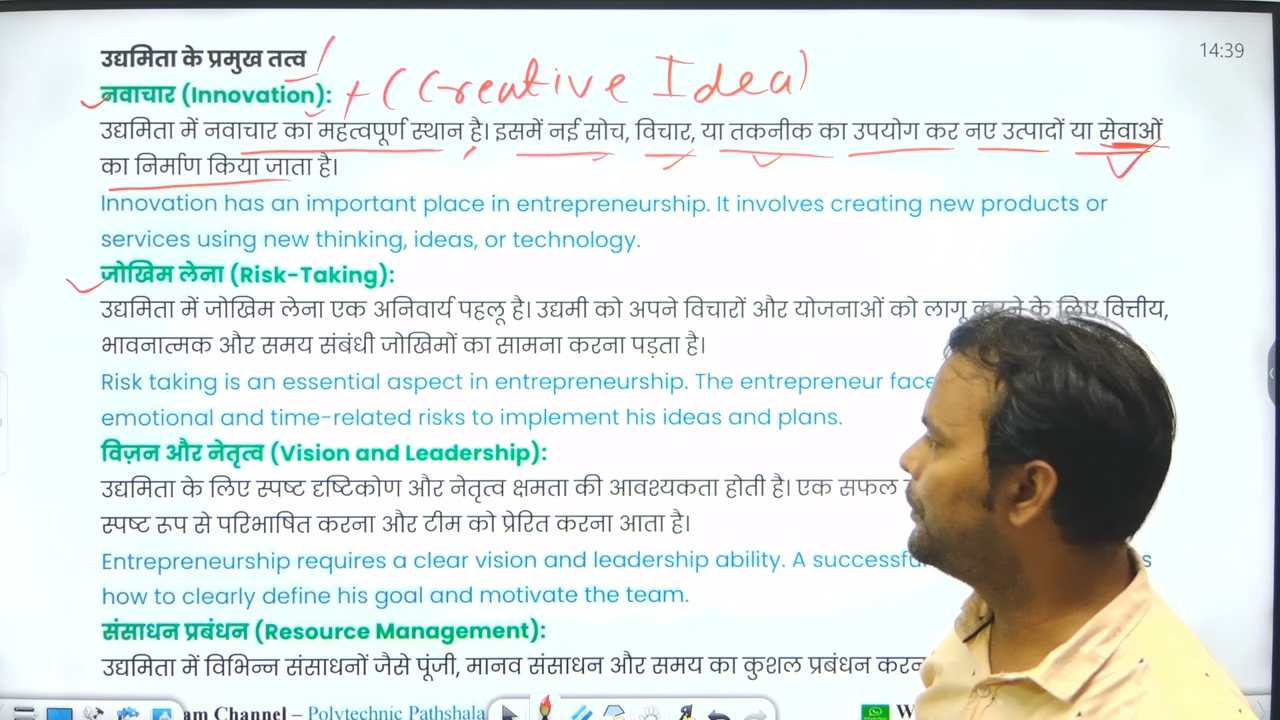 14:39
उद्यमिता के प्रमुख तत्व
नवाचार (Innovation): + (Creative Idea)
उद्यमिता में नवाचार का महत्वपूर्ण स्थान है। इसमें नई सोच, विचार, या तकनीक का उपयोग कर नए उत्पादों या सेवाओं
का निर्माण किया जाता है।
Innovation has an important place in entrepreneurship. It involves creating new products or
services using new thinking, ideas, or technology.
जोखिम लेना (Risk-Taking):
उद्यमिता में जोखिम लेना एक अनिवार्य पहलू है। उद्यमी को अपने विचारों और योजनाओं को लागू करने के लिए वित्तीय,
भावनात्मक और समय संबंधी जोखिमों का सामना करना पड़ता है।
Risk taking is an essential aspect in entrepreneurship. The entrepreneur
emotional and time-related risks to implement his ideas and plans.
विज़न और नेतृत्व (Vision and Leadership):
उद्यमिता के लिए स्पष्ट दृष्टिकोण और नेतृत्व क्षमता की आवश्यकता होती है। एक सफल
स्पष्ट रूप से परिभाषित करना और टीम को प्रेरित करना आता है।
Entrepreneurship requires a clear vision and leadership ability. A
how to clearly define his goal and motivate the team.
संसाधन प्रबंधन (Resource Management):
उद्यमिता में विभिन्न संसाधनों जैसे पूंजी, मानव संसाधन और समय का कुशल प्रबंधन
Channel – Polytechnic Pathshala